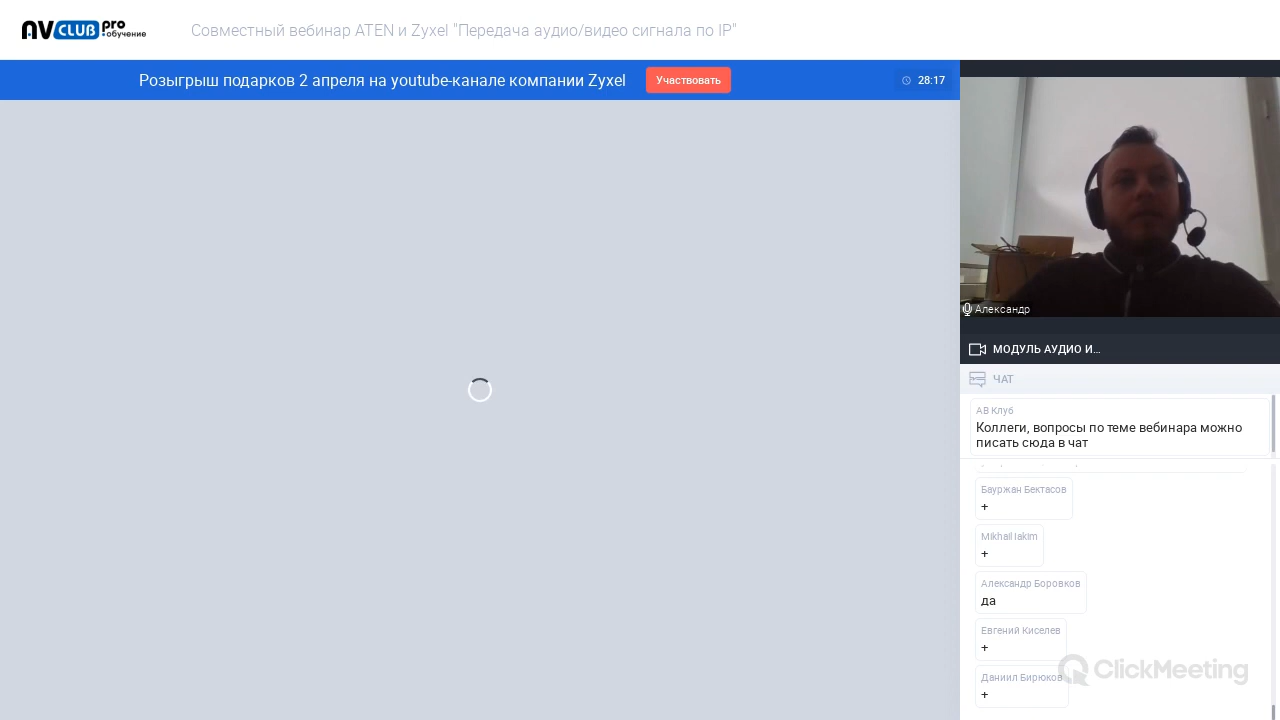 AVCLUB pro
обучение
Совместный вебинар ATEN и Zyxel "Передача аудио/видео сигнала по IP"
Розыгрыш подарков 2 апреля на youtube-канале компании Zyxel
Участвовать
28:17
Александр
МОДУЛЬ АУДИО И...
ЧАТ
АВ Клуб
Коллеги, вопросы по теме вебинара можно
писать сюда в чат
Бауржан Бектасов
+
Mikhail Iakim
+
Александр Боровков
да
Евгений Киселев
+
Даниил Бирюков
+
ClickMeeting